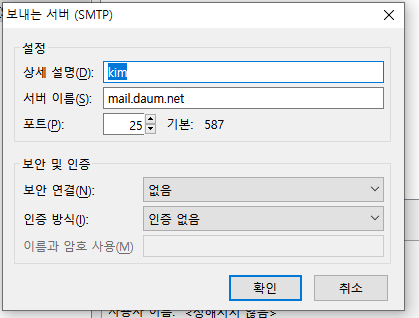 보내는 서버 (SMTP)
설정
상세 설명(D): kim
서버 이름(S): mail.daum.net
포트(P): 25 기본: 587
보안 및 인증
보안 연결(N): 없음
인증 방식(I): 인증 없음
이름과 암호 사용(M)
확인 취소
사용자 이름: <정해지지 않음>